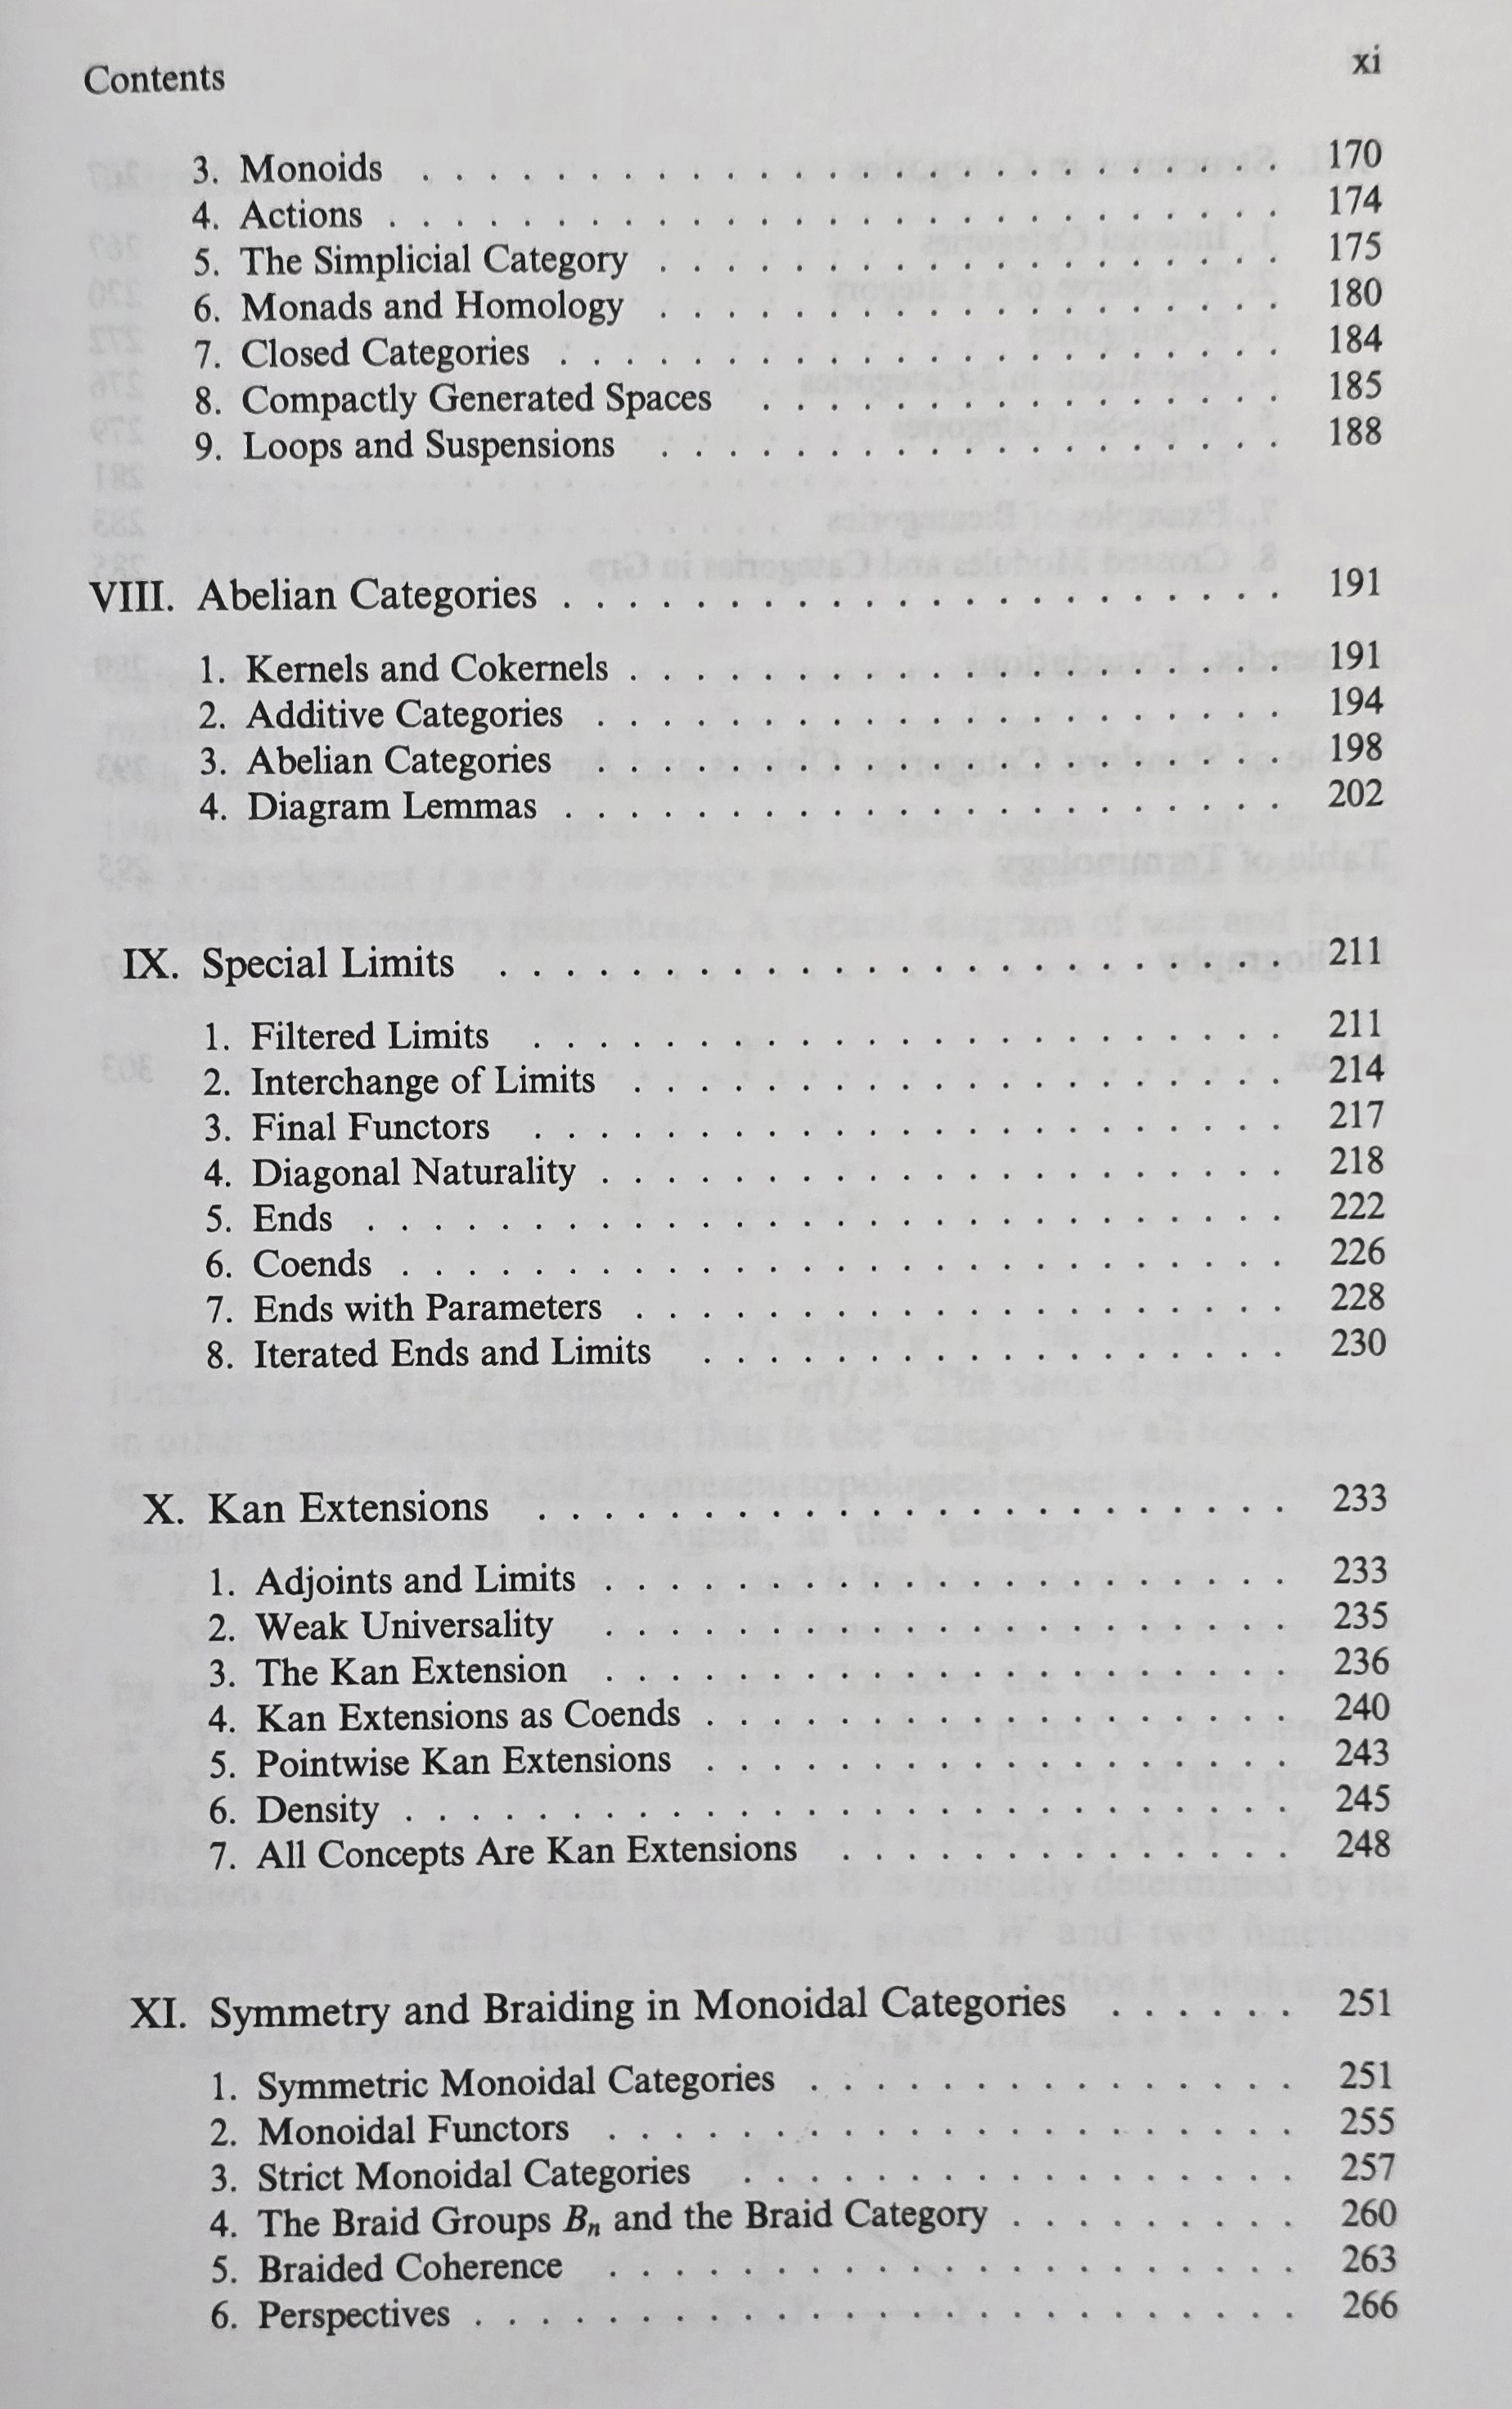 Contents xi
3. Monoids . . . . . . . . . . . . . . . . . . . . . . . . . . 170
4. Actions . . . . . . . . . . . . . . . . . . . . . . . . . . . 174
5. The Simplicial Category . . . . . . . . . . . . . . . . . . . 175
6. Monads and Homology . . . . . . . . . . . . . . . . . . . 180
7. Closed Categories . . . . . . . . . . . . . . . . . . . . . . 184
8. Compactly Generated Spaces . . . . . . . . . . . . . . . . 185
9. Loops and Suspensions . . . . . . . . . . . . . . . . . . . 188
VIII. Abelian Categories . . . . . . . . . . . . . . . . . . . . . . 191
1. Kernels and Cokernels . . . . . . . . . . . . . . . . . . . . 191
2. Additive Categories . . . . . . . . . . . . . . . . . . . . . 194
3. Abelian Categories . . . . . . . . . . . . . . . . . . . . . 198
4. Diagram Lemmas . . . . . . . . . . . . . . . . . . . . . . 202
IX. Special Limits . . . . . . . . . . . . . . . . . . . . . . . . 211
1. Filtered Limits . . . . . . . . . . . . . . . . . . . . . . . 211
2. Interchange of Limits . . . . . . . . . . . . . . . . . . . . 214
3. Final Functors . . . . . . . . . . . . . . . . . . . . . . . 217
4. Diagonal Naturality . . . . . . . . . . . . . . . . . . . . . 218
5. Ends . . . . . . . . . . . . . . . . . . . . . . . . . . . . 222
6. Coends . . . . . . . . . . . . . . . . . . . . . . . . . . . 226
7. Ends with Parameters . . . . . . . . . . . . . . . . . . . . 228
8. Iterated Ends and Limits . . . . . . . . . . . . . . . . . . 230
X. Kan Extensions . . . . . . . . . . . . . . . . . . . . . . . 233
1. Adjoints and Limits . . . . . . . . . . . . . . . . . . . . . 233
2. Weak Universality . . . . . . . . . . . . . . . . . . . . . 235
3. The Kan Extension . . . . . . . . . . . . . . . . . . . . . 236
4. Kan Extensions as Coends . . . . . . . . . . . . . . . . . . 240
5. Pointwise Kan Extensions . . . . . . . . . . . . . . . . . . 243
6. Density . . . . . . . . . . . . . . . . . . . . . . . . . . . 245
7. All Concepts Are Kan Extensions . . . . . . . . . . . . . . 248
XI. Symmetry and Braiding in Monoidal Categories . . . . . . 251
1. Symmetric Monoidal Categories . . . . . . . . . . . . . . . 251
2. Monoidal Functors . . . . . . . . . . . . . . . . . . . . . 255
3. Strict Monoidal Categories . . . . . . . . . . . . . . . . . 257
4. The Braid Groups Bₙ and the Braid Category . . . . . . . . . 260
5. Braided Coherence . . . . . . . . . . . . . . . . . . . . . 263
6. Perspectives . . . . . . . . . . . . . . . . . . . . . . . . . 266